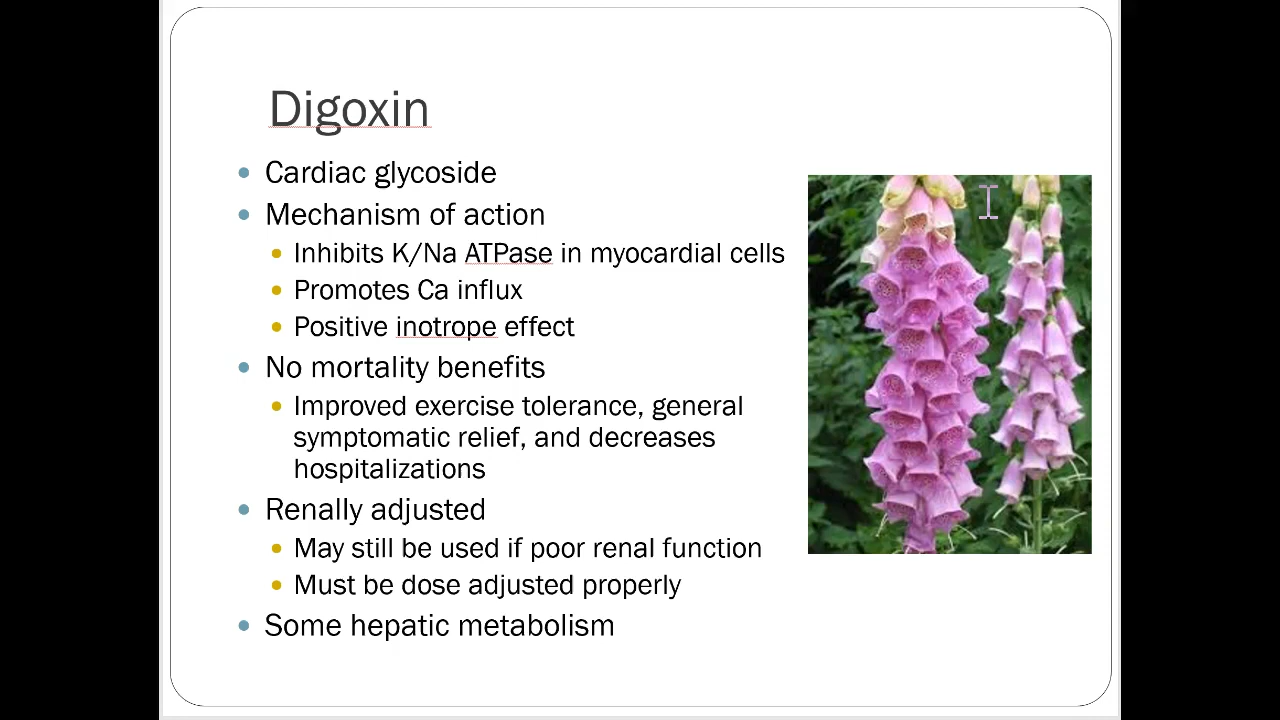 Digoxin
Cardiac glycoside
Mechanism of action
Inhibits K/Na ATPase in myocardial cells
Promotes Ca influx
Positive inotrope effect
No mortality benefits
Improved exercise tolerance, general
symptomatic relief, and decreases
hospitalizations
Renally adjusted
May still be used if poor renal function
Must be dose adjusted properly
Some hepatic metabolism